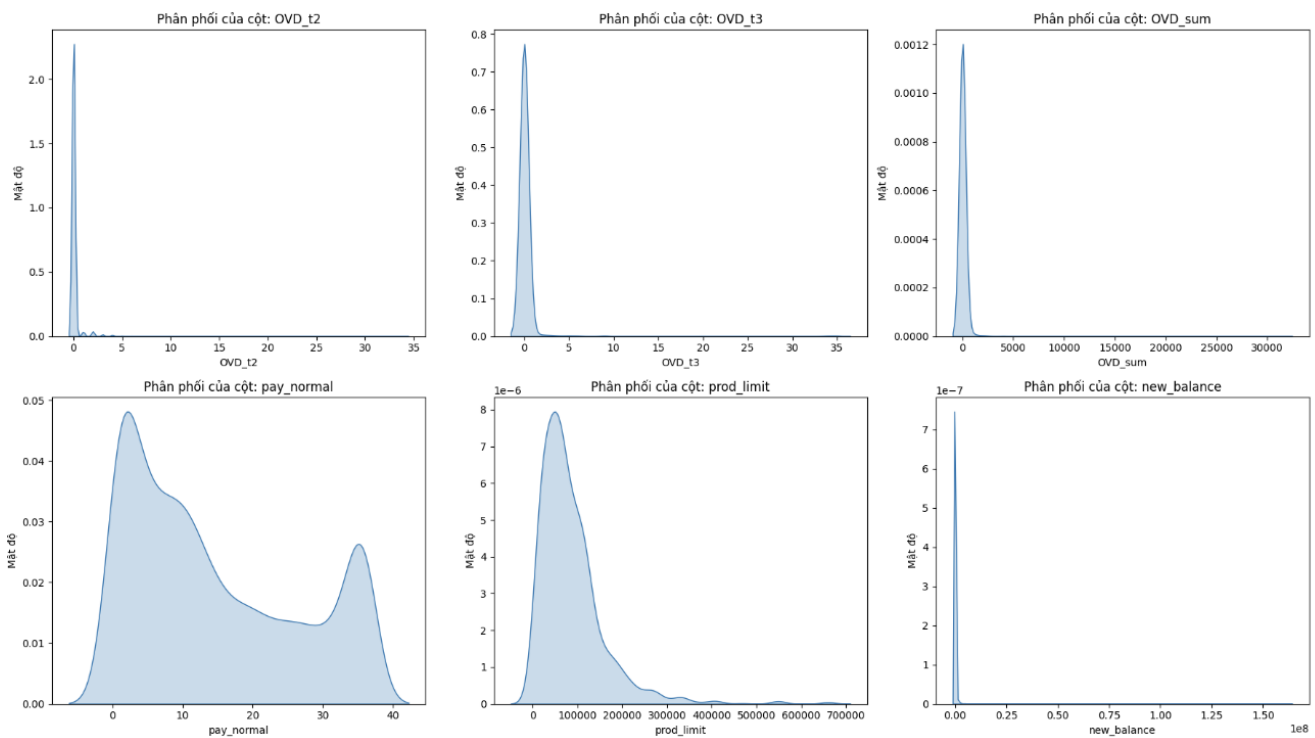 Phân phối của cột: OVD_t2
Mật độ
2.0
1.5
1.0
0.5
0.0
0 5 10 15 20 25 30 35
OVD_t2
Phân phối của cột: OVD_t3
Mật độ
0.8
0.7
0.6
0.5
0.4
0.3
0.2
0.1
0.0
0 5 10 15 20 25 30 35
OVD_t3
Phân phối của cột: OVD_sum
Mật độ
0.0012
0.0010
0.0008
0.0006
0.0004
0.0002
0.0000
0 5000 10000 15000 20000 25000 30000
OVD_sum
Phân phối của cột: pay_normal
Mật độ
0.05
0.04
0.03
0.02
0.01
0.00
0 10 20 30 40
pay_normal
Phân phối của cột: prod_limit
1e−6
Mật độ
8
7
6
5
4
3
2
1
0
0 100000 200000 300000 400000 500000 600000 700000
prod_limit
Phân phối của cột: new_balance
1e−7
Mật độ
7
6
5
4
3
2
1
0
0.00 0.25 0.50 0.75 1.00 1.25 1.50
1e8
new_balance